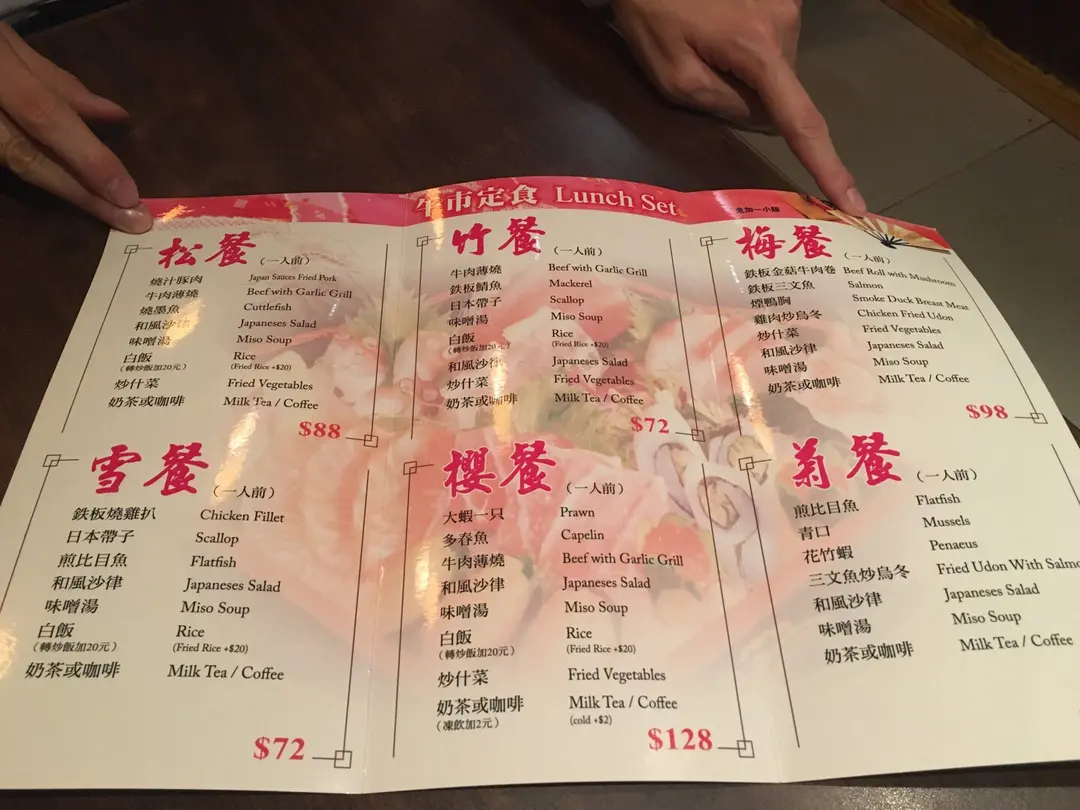 午市定食 Lunch Set
免加一小賬
松餐 (一人前)
燒汁豚肉 Japan Sauces Fried Pork
牛肉薄燒 Beef with Garlic Grill
燒墨魚 Cuttlefish
和風沙律 Japaneses Salad
味噌湯 Miso Soup
白飯 Rice
(轉炒飯加20元) (Fried Rice +$20)
炒什菜 Fried Vegetables
奶茶或咖啡 Milk Tea / Coffee
$88
竹餐 (一人前)
牛肉薄燒 Beef with Garlic Grill
鉄板鯖魚 Mackerel
日本帶子 Scallop
味噌湯 Miso Soup
白飯 Rice
(轉炒飯加20元) (Fried Rice +$20)
和風沙律 Japaneses Salad
炒什菜 Fried Vegetables
奶茶或咖啡 Milk Tea / Coffee
$72
梅餐 (一人前)
鉄板金菇牛肉卷 Beef Roll with Mushroom
鉄板三文魚 Salmon
煙鴨胸 Smoke Duck Breast Meat
雞肉炒烏冬 Chicken Fried Udon
炒什菜 Fried Vegetables
和風沙律 Japaneses Salad
味噌湯 Miso Soup
奶茶或咖啡 Milk Tea / Coffee
$98
雪餐 (一人前)
鉄板燒雞扒 Chicken Fillet
日本帶子 Scallop
煎比目魚 Flatfish
和風沙律 Japaneses Salad
味噌湯 Miso Soup
白飯 Rice
(轉炒飯加20元) (Fried Rice +$20)
奶茶或咖啡 Milk Tea / Coffee
$72
櫻餐 (一人前)
大蝦一只 Prawn
多春魚 Capelin
牛肉薄燒 Beef with Garlic Grill
和風沙律 Japaneses Salad
味噌湯 Miso Soup
白飯 Rice
(轉炒飯加20元) (Fried Rice +$20)
炒什菜 Fried Vegetables
奶茶或咖啡 Milk Tea / Coffee
(凍飲加2元) (cold +$2)
$128
菊餐 (一人前)
煎比目魚 Flatfish
青口 Mussels
花竹蝦 Penaeus
三文魚炒烏冬 Fried Udon With Salmo
和風沙律 Japaneses Salad
味噌湯 Miso Soup
奶茶或咖啡 Milk Tea / Coffee